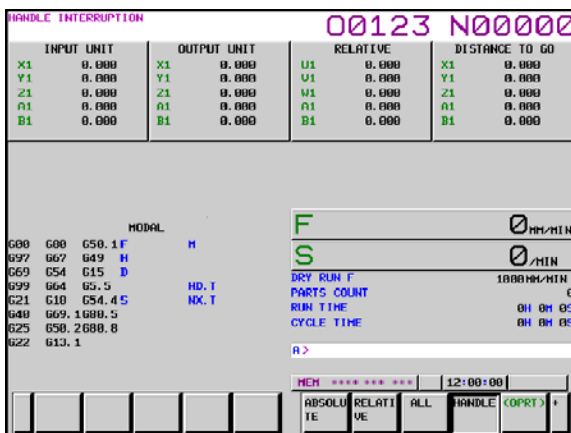 HANDLE INTERRUPTION
O0123 N00000
INPUT UNIT OUTPUT UNIT RELATIVE DISTANCE TO GO
X1 0.000 X1 0.000 U1 0.000 X1 0.000
Y1 0.000 Y1 0.000 V1 0.000 Y1 0.000
Z1 0.000 Z1 0.000 W1 0.000 Z1 0.000
A1 0.000 A1 0.000 A1 0.000 A1 0.000
B1 0.000 B1 0.000 B1 0.000 B1 0.000
MODAL
G00 G80 G50.1 F M
G97 G67 G49 H
G69 G54 G15 D
G99 G64 G5.5 HD.T
G21 G18 G54.4 S NX.T
G40 G69.1 G80.5
G25 G50.2 G80.8
G22 G13.1
F 0 MM/MIN
S 0 /MIN
DRY RUN F 1000 MM/MIN
PARTS COUNT 0
RUN TIME 0H 0M 0S
CYCLE TIME 0H 0M 0S
A>
MEM **** *** *** 12:00:00
ABSOLUTE RELATIVE ALL HANDLE (OPRT) +